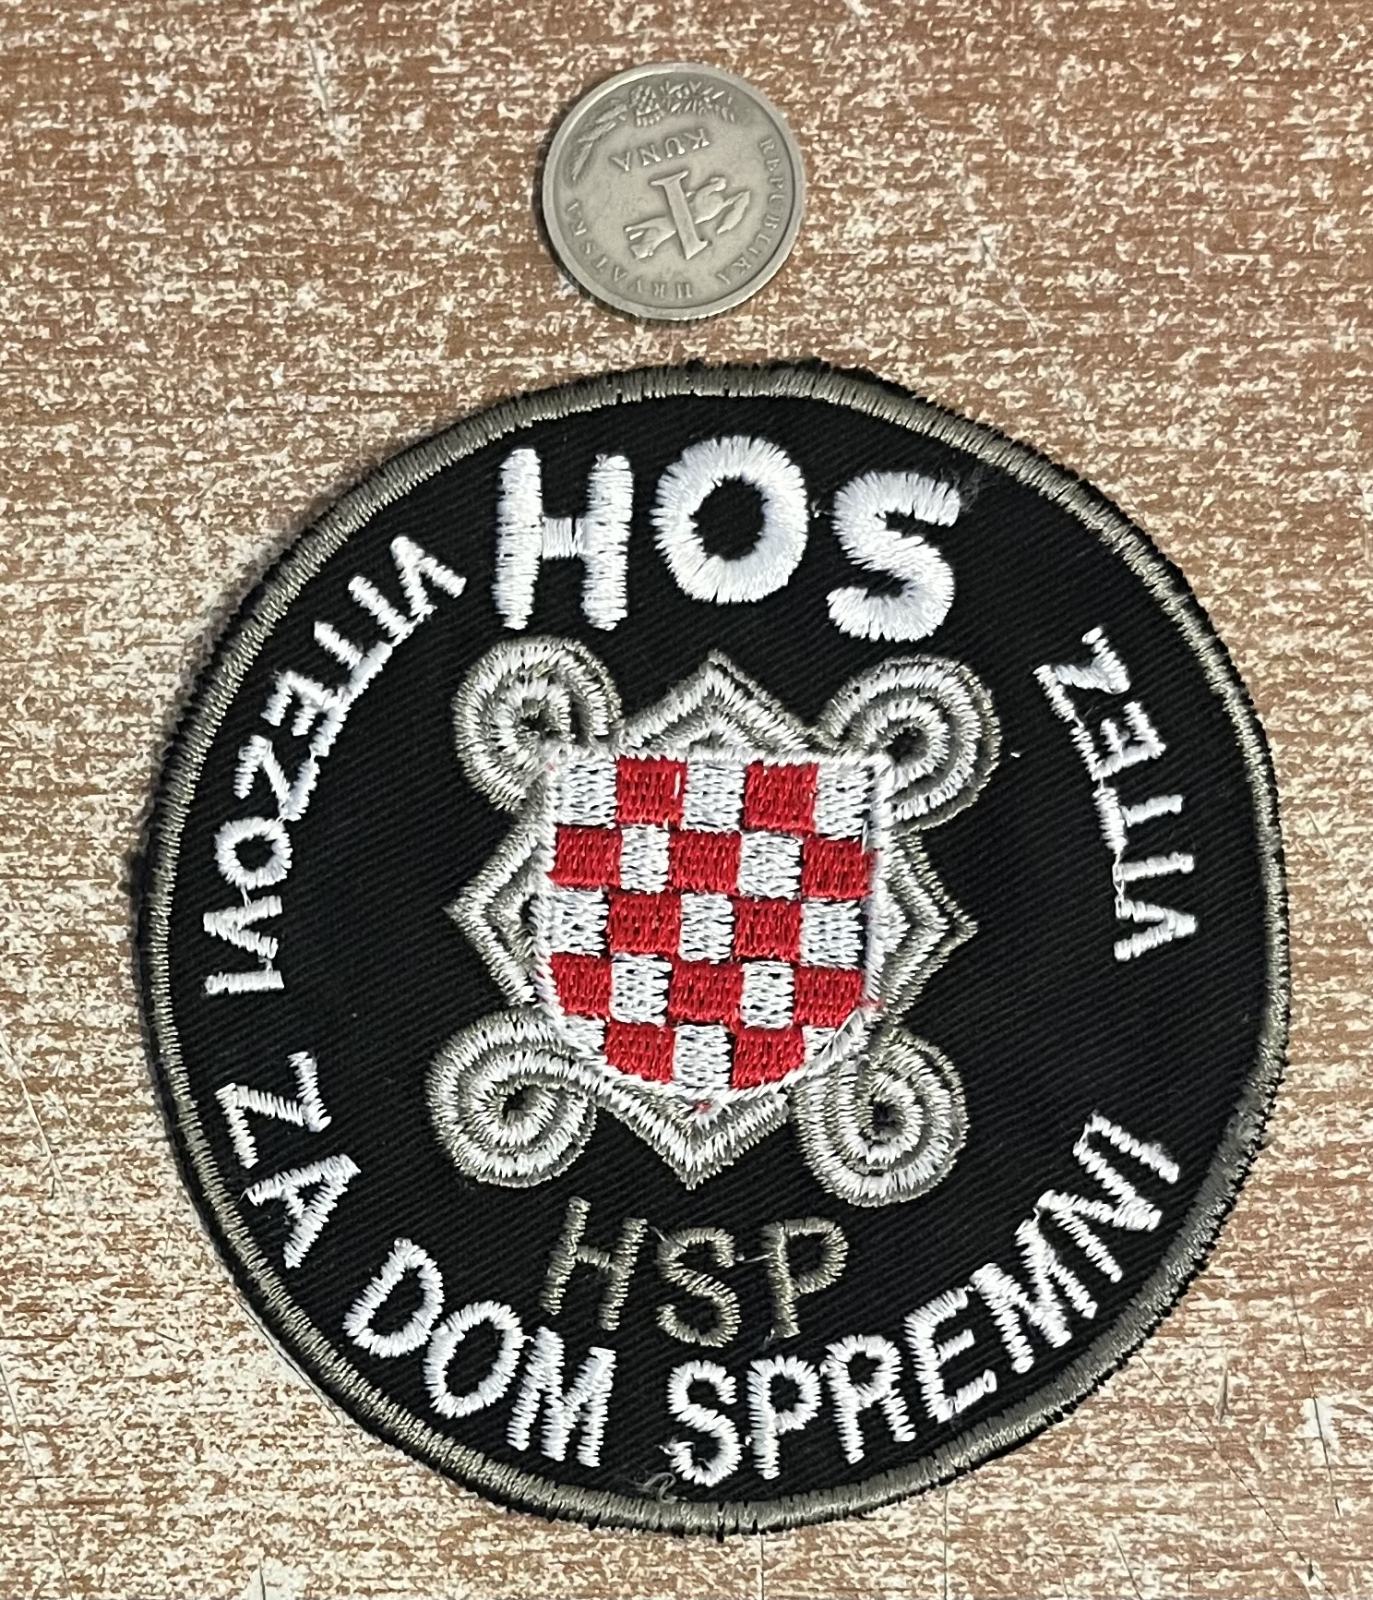 REPUBLIKA HRVATSKA
1
KUNA
HOS
VITEZOVI
VITEZ
HSP
ZA DOM SPREMNI